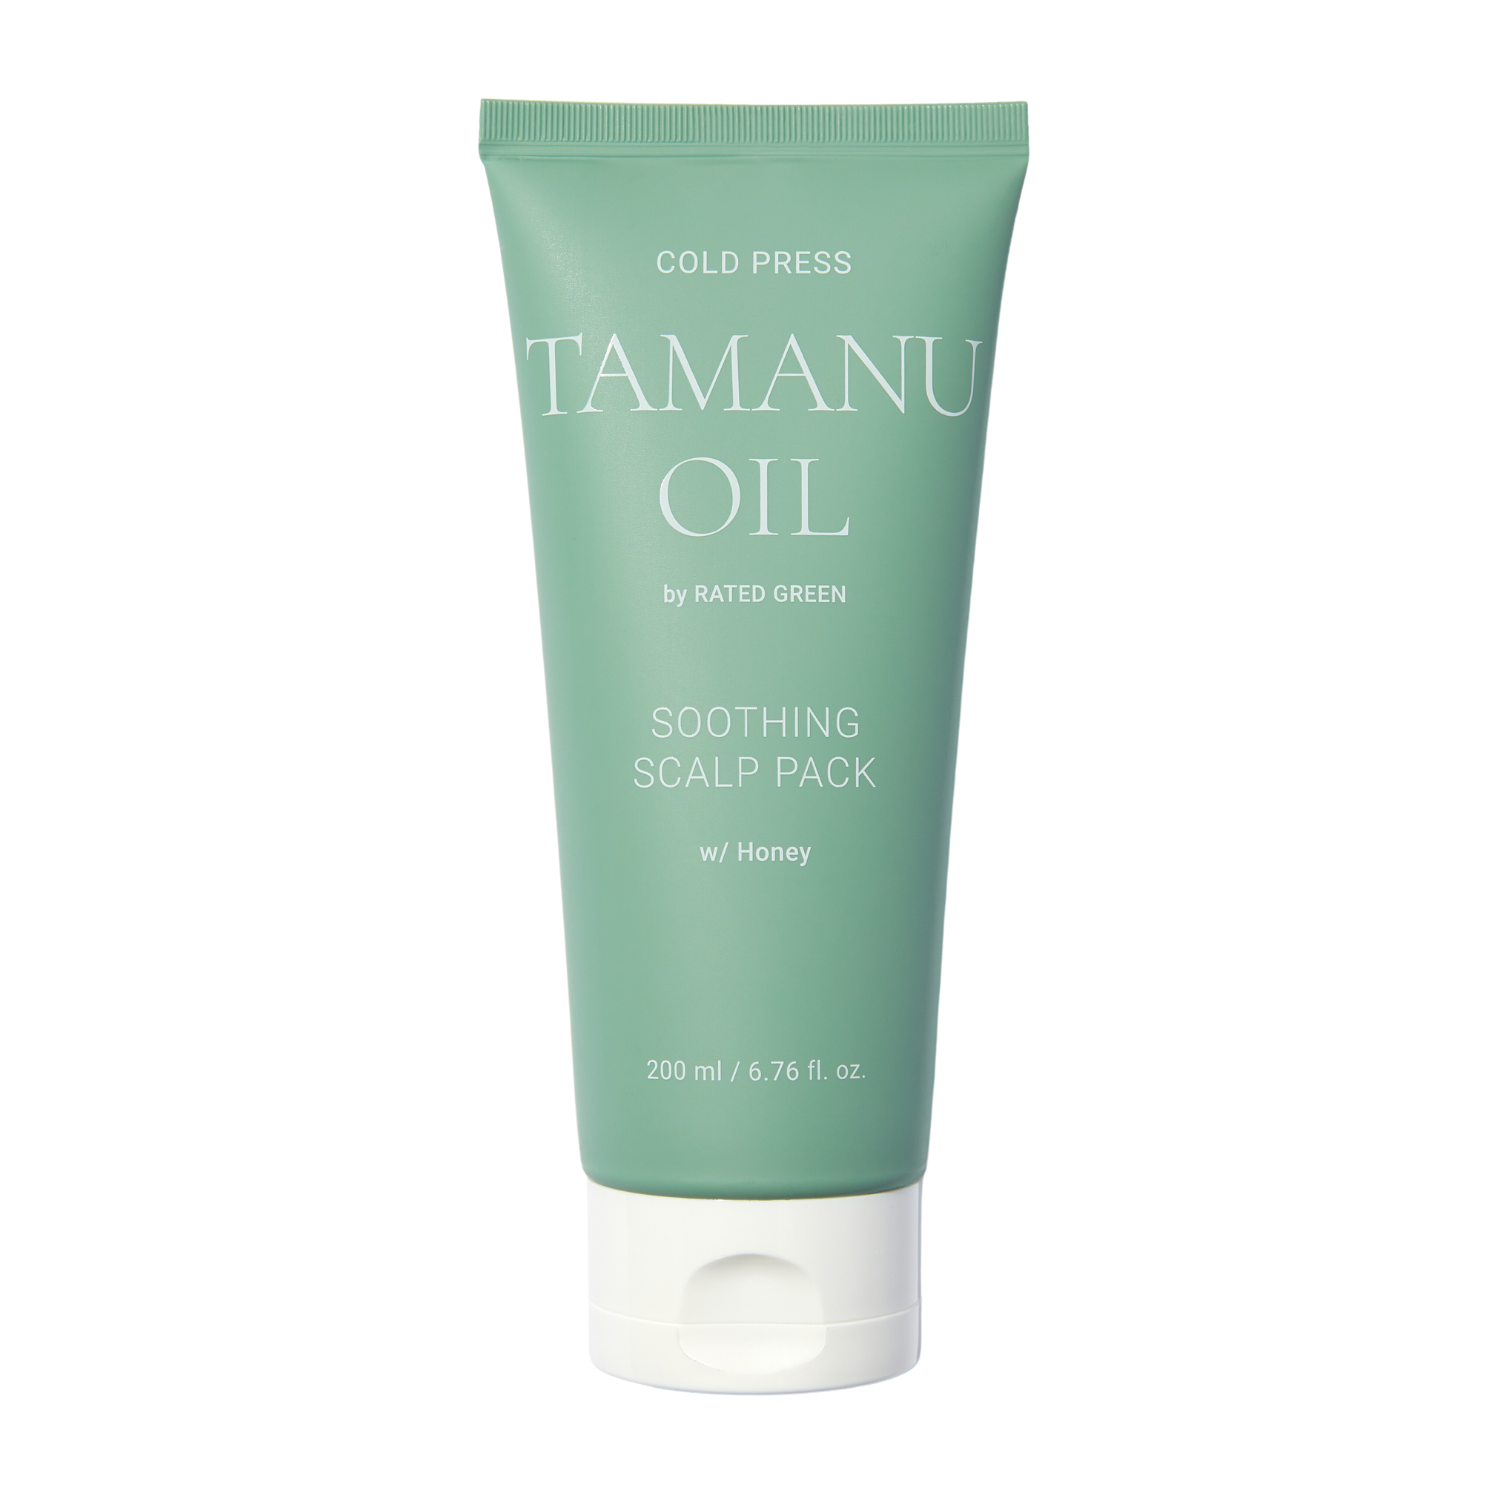 COLD PRESS
TAMANU
OIL
by RATED GREEN
SOOTHING
SCALP PACK
w/ Honey
200 ml / 6.76 fl. oz.